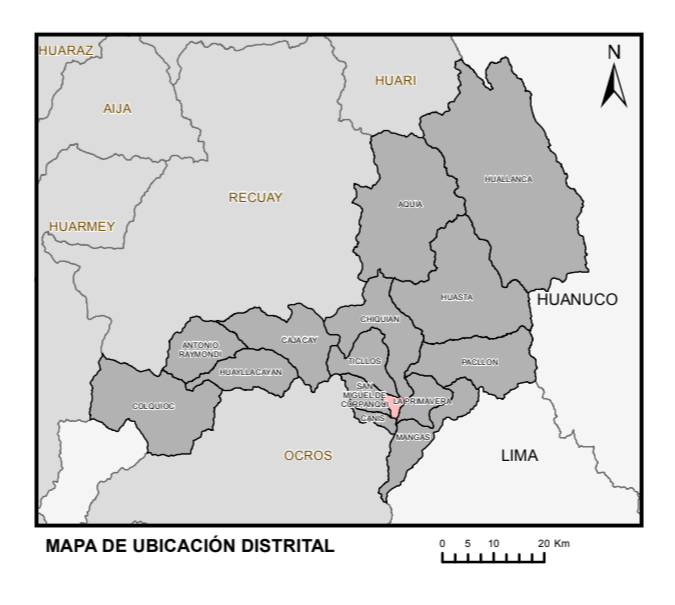 HUARAZ
N
HUARI
AIJA
HUALLANCA
RECUAY
AQUIA
HUARMEY
HUASTA
HUANUCO
CHIQUIAN
CAJACAY
ANTONIO
RAYMONDI
TICLLOS
PACLLON
HUAYLLACAYAN
SAN
MIGUEL DE
CORPANQUI
LA PRIMAVERA
COLQUIOC
CANIS
MANGAS
OCROS
LIMA
MAPA DE UBICACIÓN DISTRITAL
0 5 10 20 Km